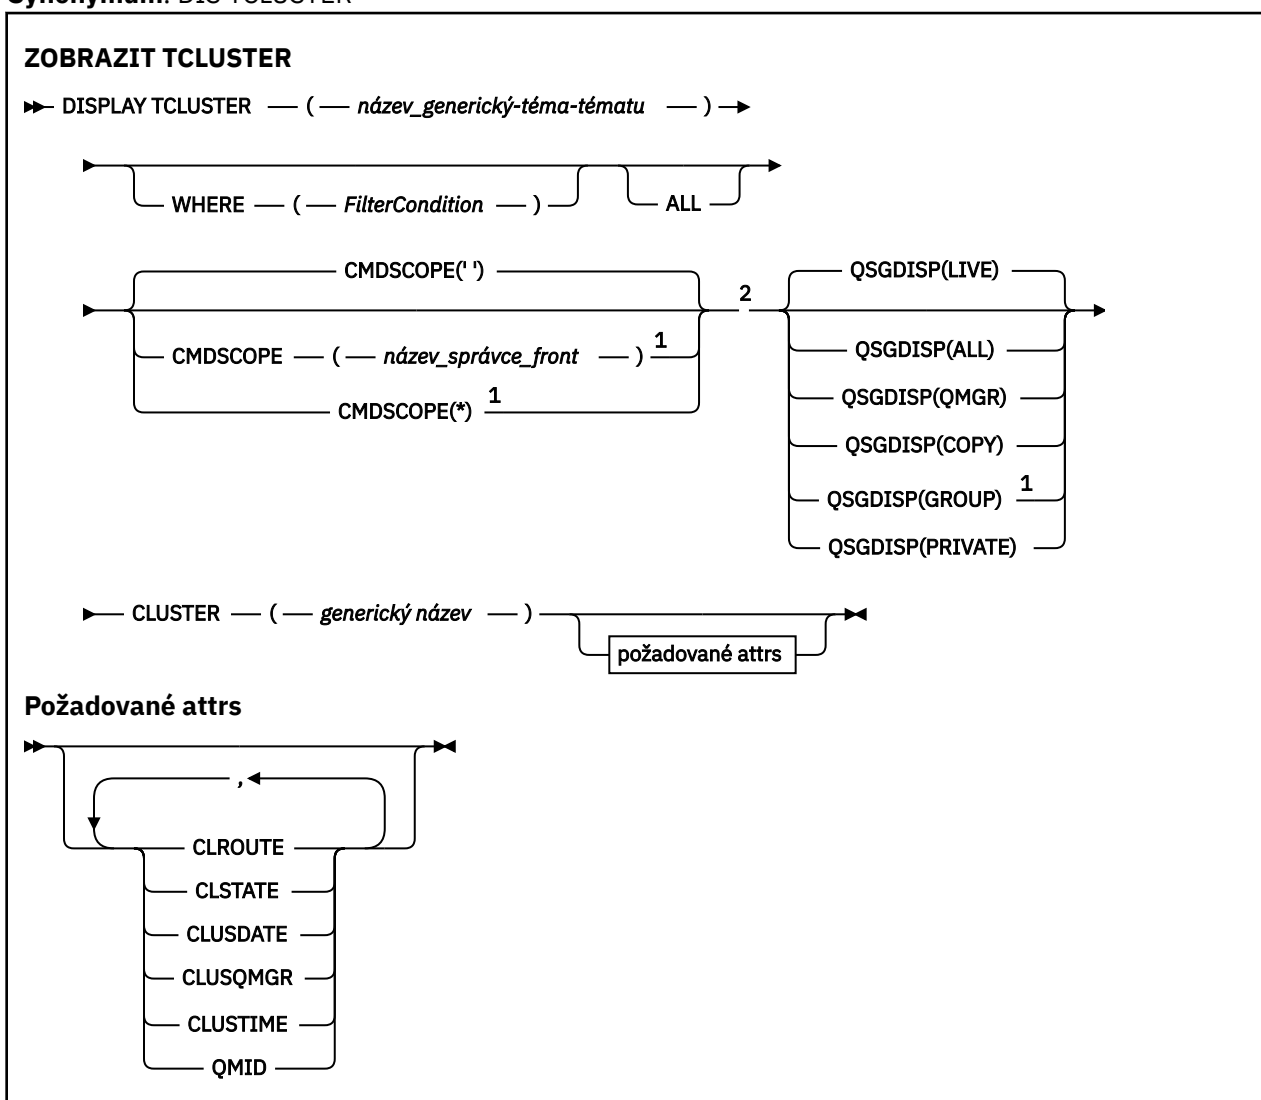 Synonymum: DIS TCLUSTER
ZOBRAZIT TCLUSTER
DISPLAY TCLUSTER ( název_generický-téma-tématu )
WHERE ( FilterCondition ) ALL
CMDSCOPE(' ')
CMDSCOPE ( název_správce_front ) 1
CMDSCOPE(*) 1
2
QSGDISP(LIVE)
QSGDISP(ALL)
QSGDISP(QMGR)
QSGDISP(COPY)
QSGDISP(GROUP) 1
QSGDISP(PRIVATE)
CLUSTER ( generický název )
požadované attrs
Požadované attrs
,
CLROUTE
CLSTATE
CLUSDATE
CLUSQMGR
CLUSTIME
QMID